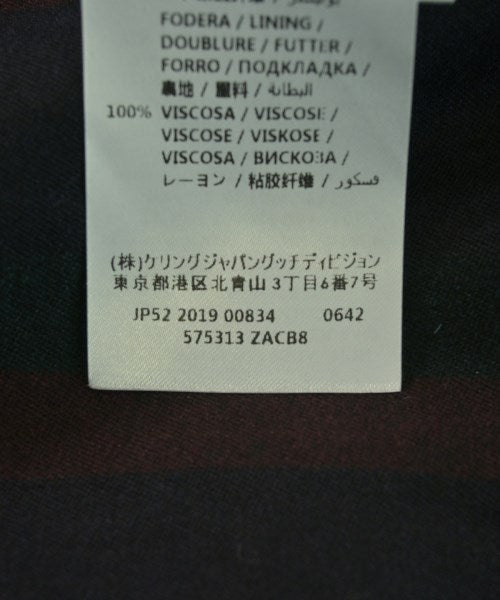 FODERA / LINING /
DOUBLURE / FUTTER /
FORRO / ПОДКЛАДКА /
裏地 / 里料 / البطانة /
100% VISCOSA / VISCOSE /
VISCOSE / VISKOSE /
VISCOSA / ВИСКОЗА /
レーヨン / 粘胶纤维 / فسكوز
(株)ケリングジャパングッチディビジョン
東京都港区北青山3丁目6番7号
JP52 2019 00834 0642
575313 ZACB8